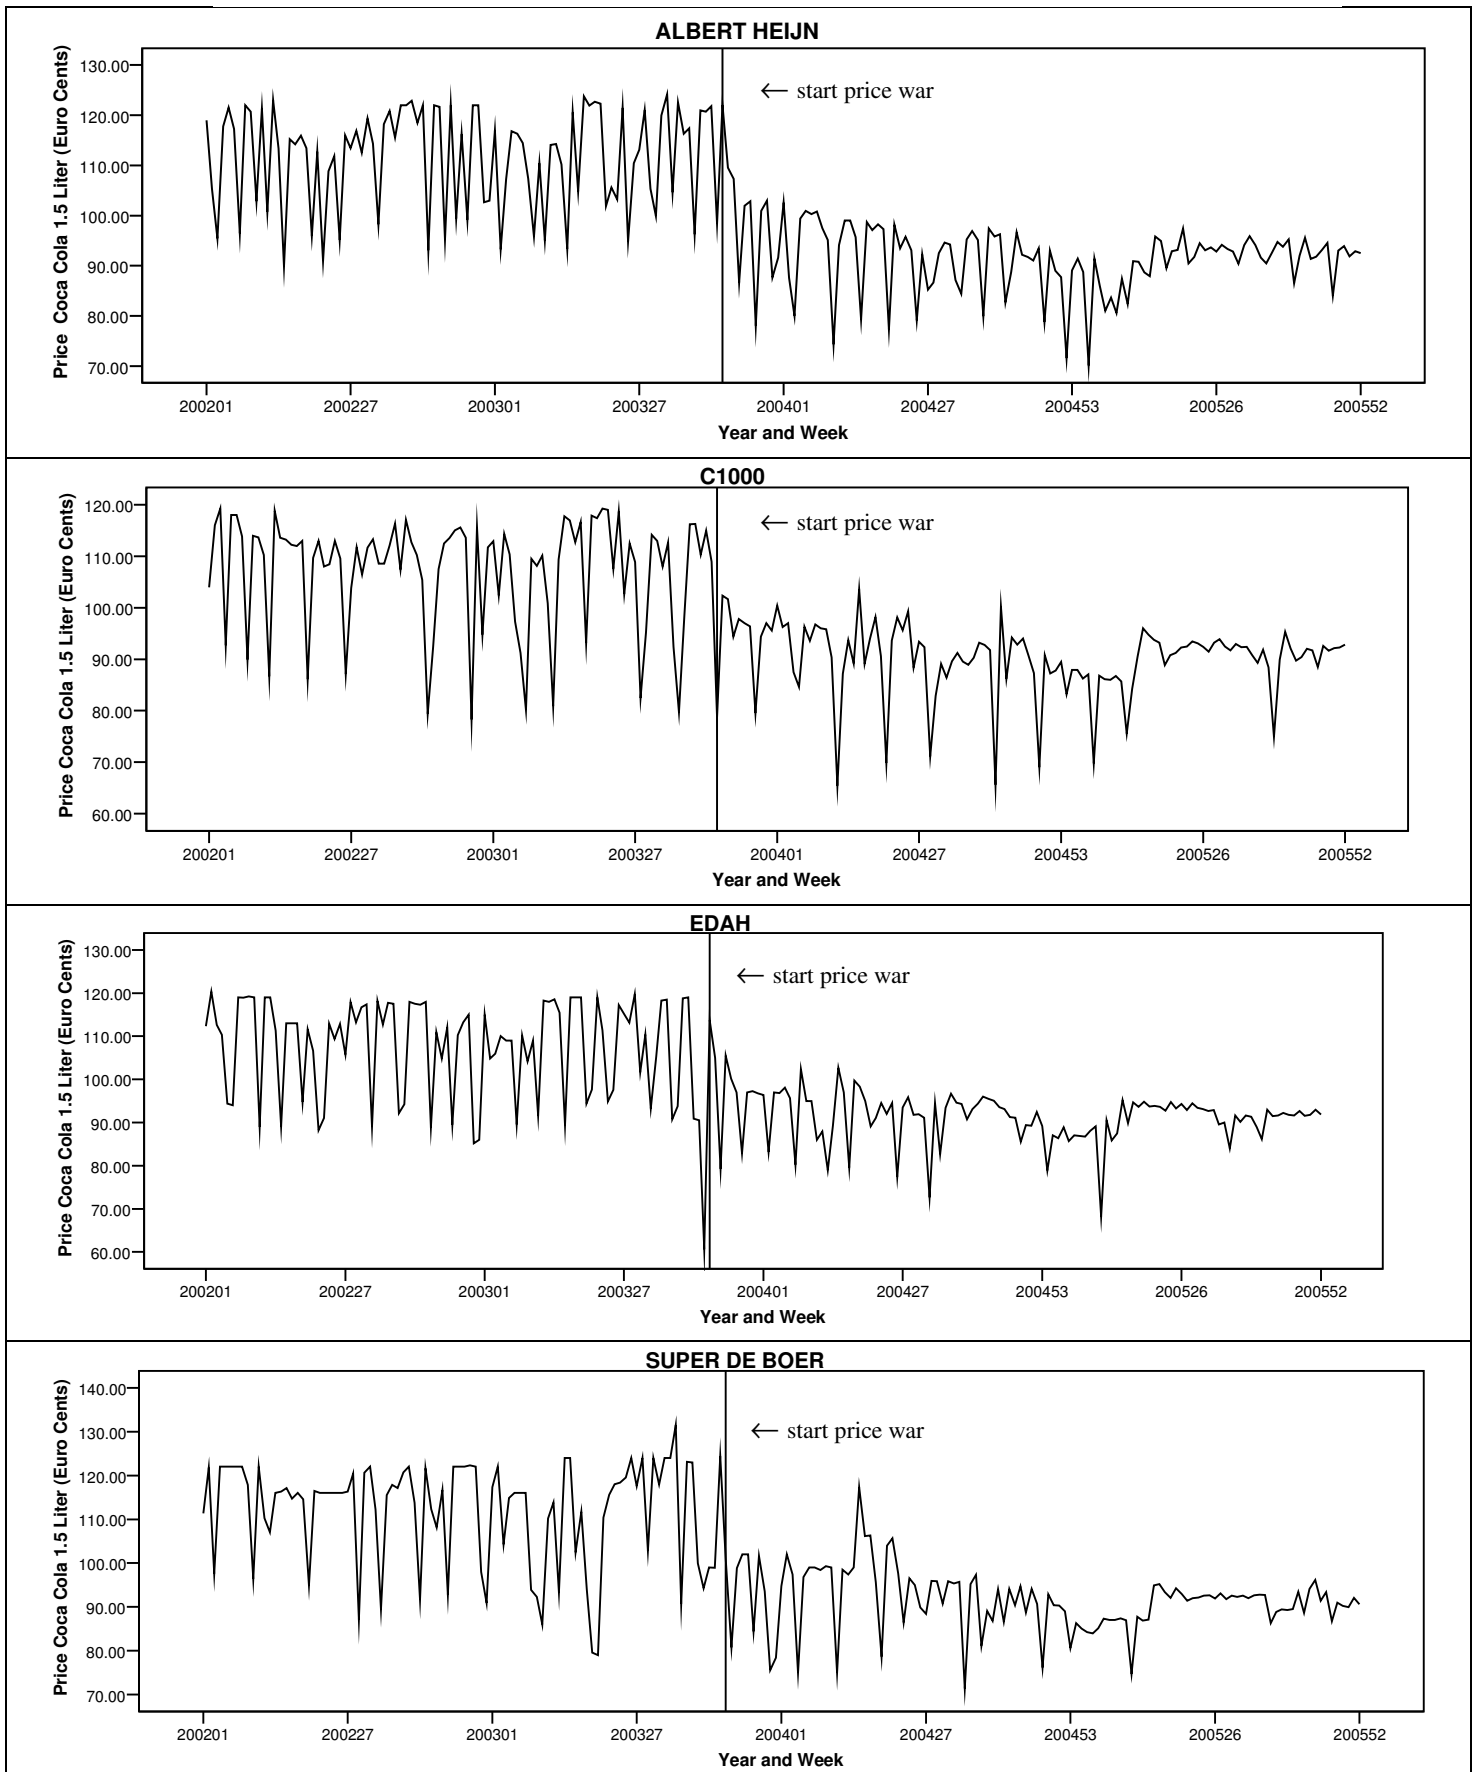 ALBERT HEIJN
Price Coca Cola 1.5 Liter (Euro Cents)
130.00
120.00
110.00
100.00
90.00
80.00
70.00
← start price war
200201 200227 200301 200327 200401 200427 200453 200526 200552
Year and Week
C1000
Price Coca Cola 1.5 Liter (Euro Cents)
120.00
110.00
100.00
90.00
80.00
70.00
60.00
← start price war
200201 200227 200301 200327 200401 200427 200453 200526 200552
Year and Week
EDAH
Price Coca Cola 1.5 Liter (Euro Cents)
130.00
120.00
110.00
100.00
90.00
80.00
70.00
60.00
← start price war
200201 200227 200301 200327 200401 200427 200453 200526 200552
Year and Week
SUPER DE BOER
Price Coca Cola 1.5 Liter (Euro Cents)
140.00
130.00
120.00
110.00
100.00
90.00
80.00
70.00
← start price war
200201 200227 200301 200327 200401 200427 200453 200526 200552
Year and Week